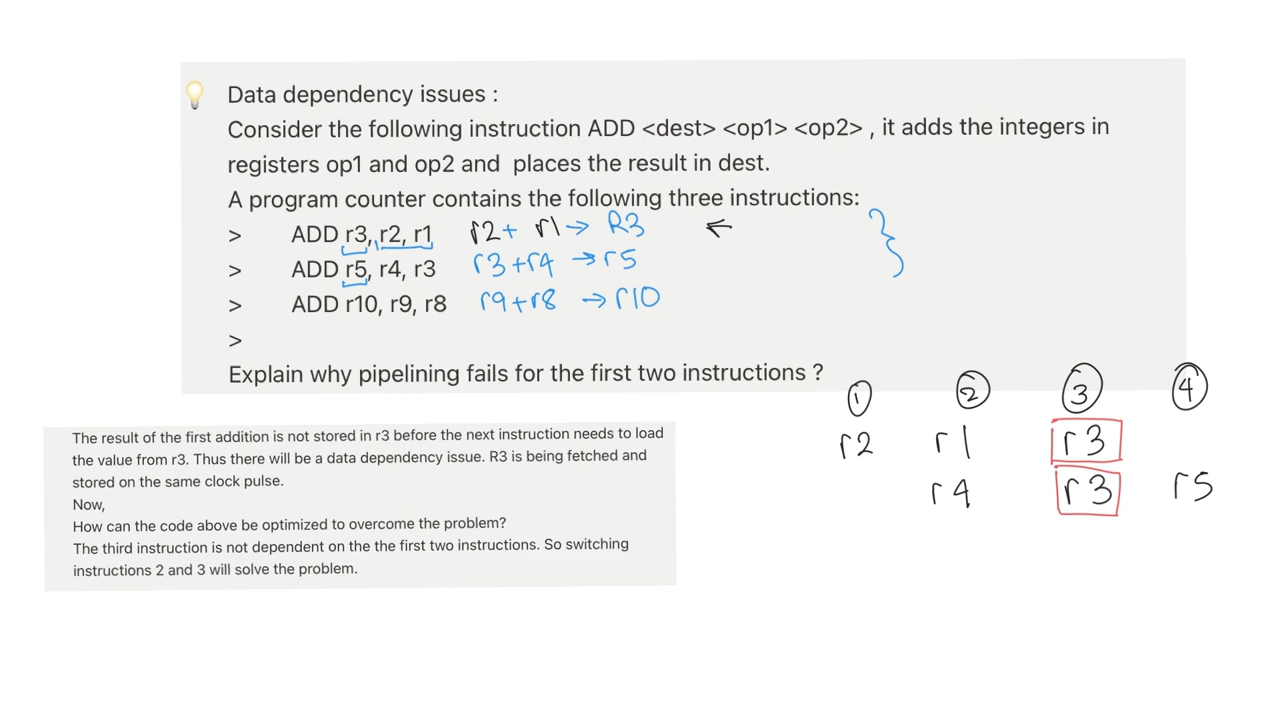 Data dependency issues :
Consider the following instruction ADD <dest> <op1> <op2> , it adds the integers in
registers op1 and op2 and places the result in dest.
A program counter contains the following three instructions:
> ADD r3, r2, r1 r2+ r1→ R3 ←
> ADD r5, r4, r3 r3+r4 →r5
> ADD r10, r9, r8 r9+r8 →r10
>
Explain why pipelining fails for the first two instructions ?
① ② ③ ④
r2 r1 r3
r4 r3 r5
The result of the first addition is not stored in r3 before the next instruction needs to load
the value from r3. Thus there will be a data dependency issue. R3 is being fetched and
stored on the same clock pulse.
Now,
How can the code above be optimized to overcome the problem?
The third instruction is not dependent on the the first two instructions. So switching
instructions 2 and 3 will solve the problem.